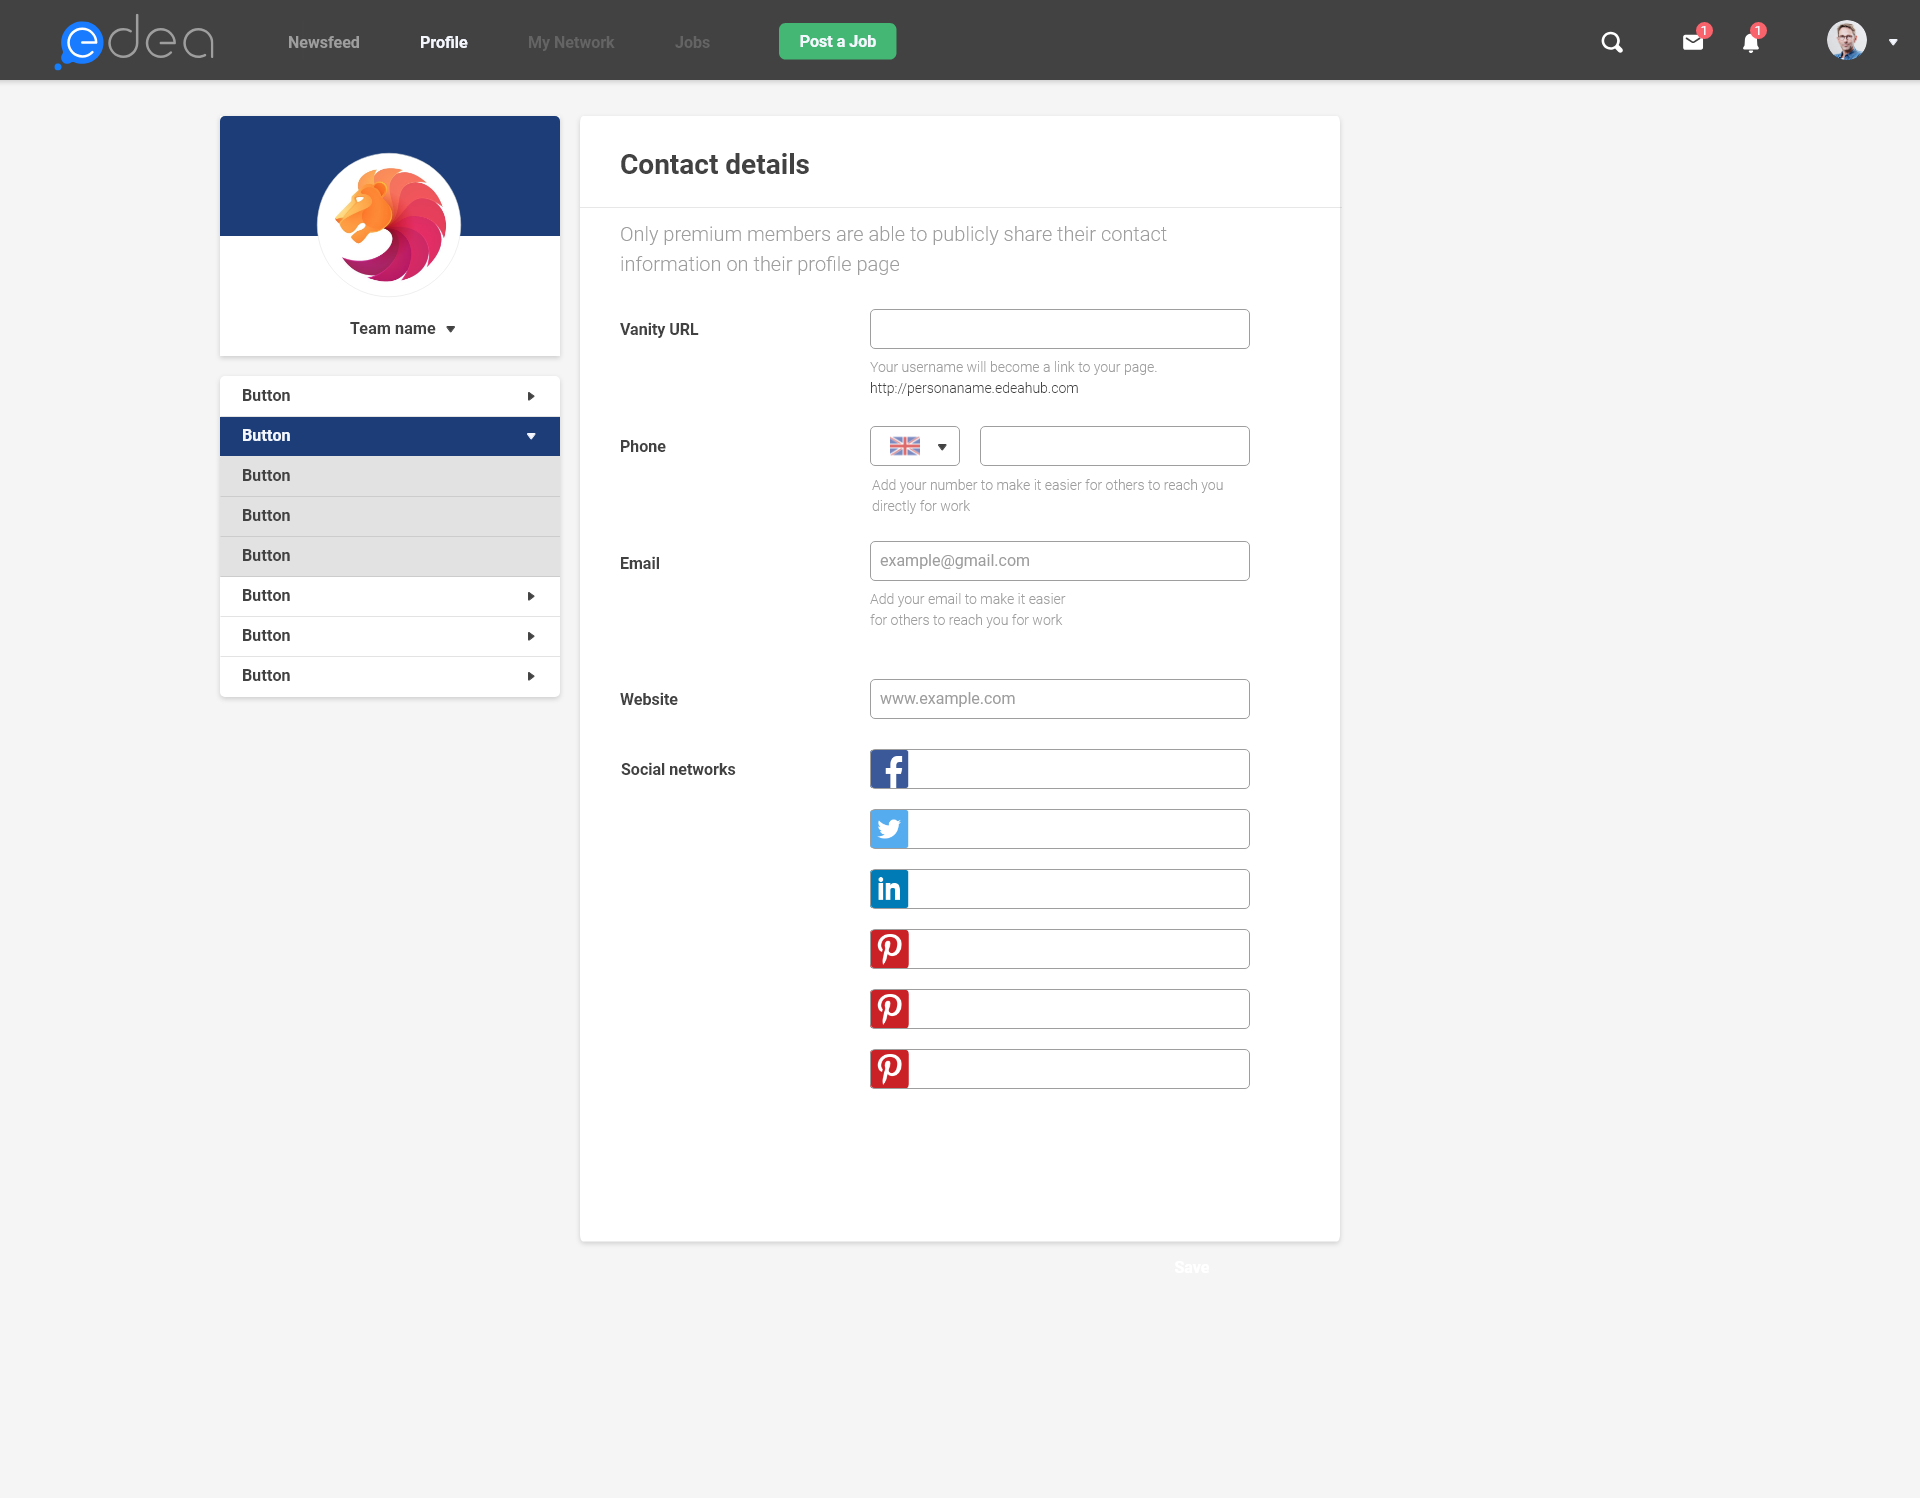 edea
Newsfeed
Profile
My Network
Jobs
Post a Job
1
1
Team name
Button
Button
Button
Button
Button
Button
Button
Button
Contact details
Only premium members are able to publicly share their contact
information on their profile page
Vanity URL
Your username will become a link to your page.
http://personaname.edeahub.com
Phone
Add your number to make it easier for others to reach you
directly for work
Email
example@gmail.com
Add your email to make it easier
for others to reach you for work
Website
www.example.com
Social networks
f
in
Save